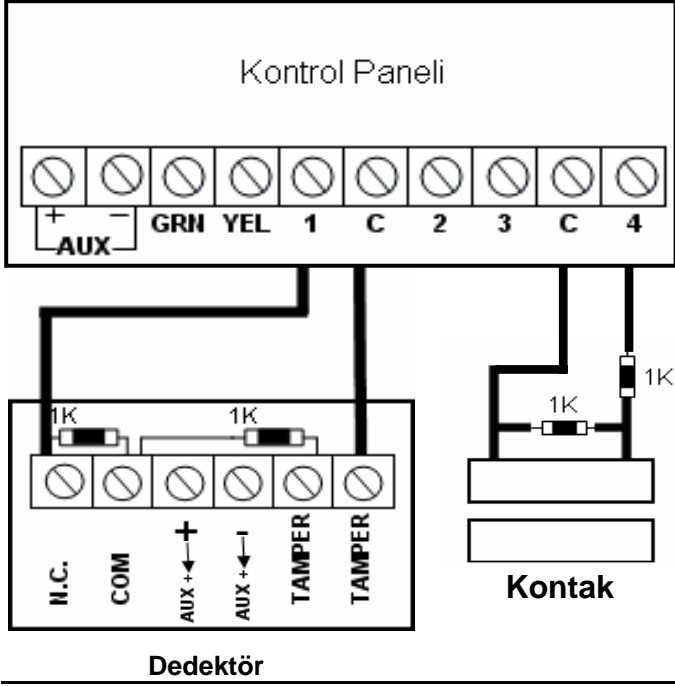 Kontrol Paneli
+ − GRN YEL 1 C 2 3 C 4
AUX
1K 1K
1K
1K
N.C. COM AUX + + AUX + - TAMPER TAMPER
Kontak
Dedektör